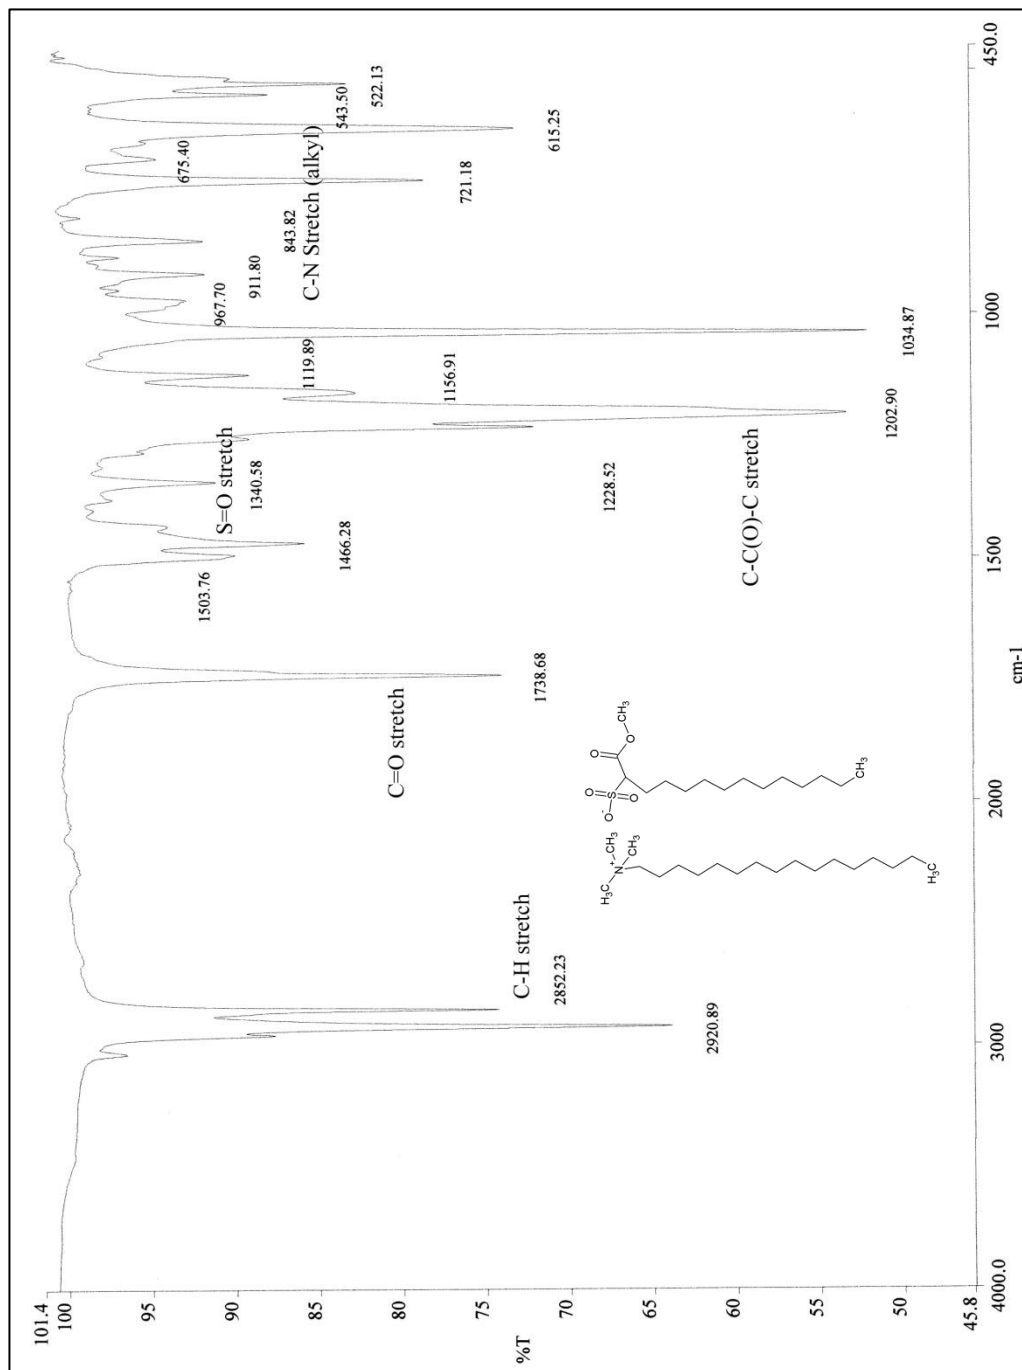 101.4
100
95
90
85
80
75
70
65
60
55
50
45.8
%T
4000.0
3000
2000
1500
1000
450.0
cm-1
2920.89
2852.23
C-H stretch
1738.68
C=O stretch
1503.76
1466.28
S=O stretch
1340.58
1228.52
1202.90
C-C(O)-C stretch
1156.91
1119.89
1034.87
967.70
911.80
843.82
C-N Stretch (alkyl)
721.18
675.40
615.25
543.50
522.13
H₃C
N
+
CH₃
CH₃
H₃C
O
-
S
O
O
O
O
CH₃
CH₃